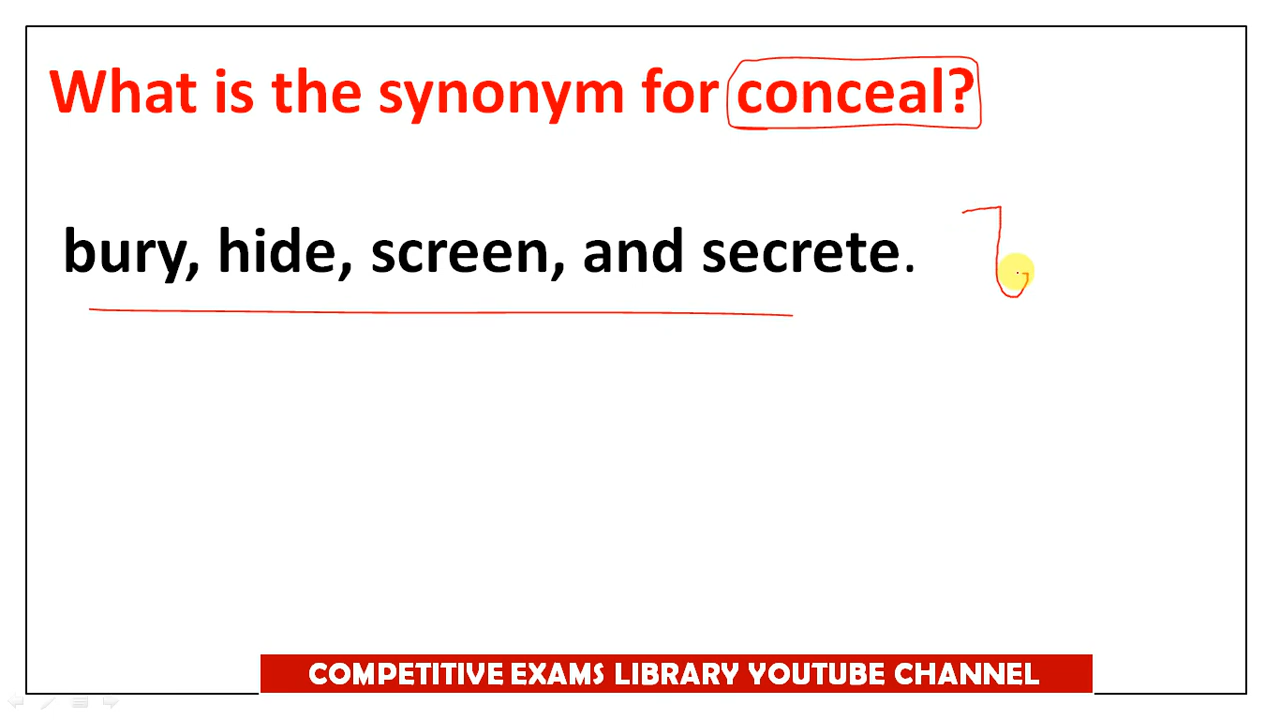 What is the synonym for conceal?
bury, hide, screen, and secrete.
COMPETITIVE EXAMS LIBRARY YOUTUBE CHANNEL